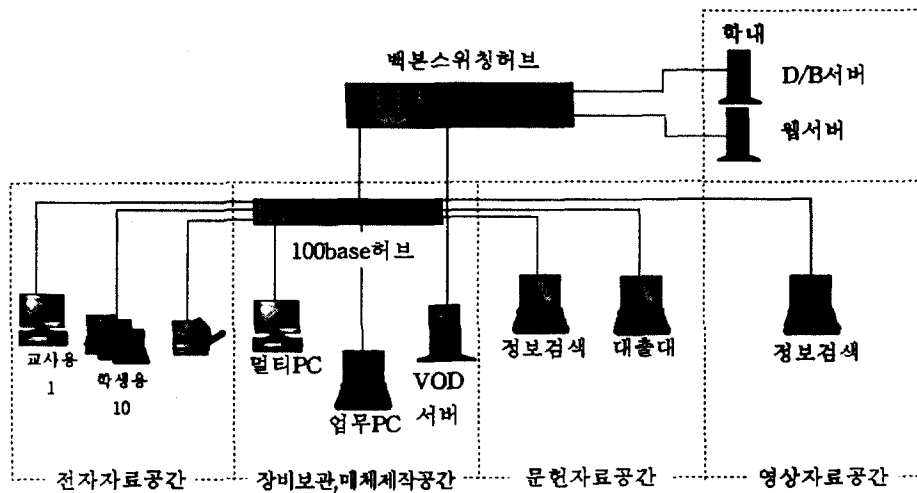 학내
백본스위칭허브
D/B서버
웹서버
100base허브
교사용
1
학생용
10
멀티PC
업무PC
VOD
서버
정보검색
대출대
정보검색
전자자료공간
장비보관,매체제작공간
문헌자료공간
영상자료공간